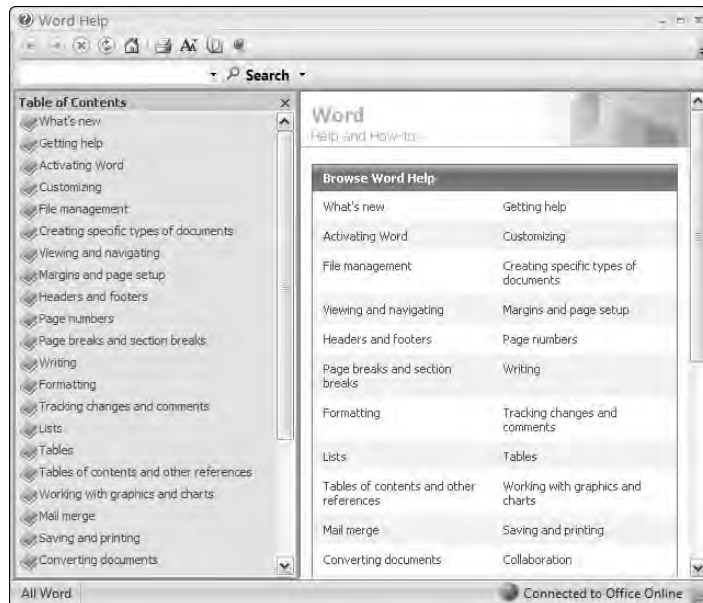 Word Help
Search
Table of Contents
What's new
Getting help
Activating Word
Customizing
File management
Creating specific types of documents
Viewing and navigating
Margins and page setup
Headers and footers
Page numbers
Page breaks and section breaks
Writing
Formatting
Tracking changes and comments
Lists
Tables
Tables of contents and other references
Working with graphics and charts
Mail merge
Saving and printing
Converting documents
Word
Help and How-to
Browse Word Help
What's new Getting help
Activating Word Customizing
File management Creating specific types of
documents
Viewing and navigating Margins and page setup
Headers and footers Page numbers
Page breaks and section Writing
breaks
Formatting Tracking changes and
comments
Lists Tables
Tables of contents and other Working with graphics and
references charts
Mail merge Saving and printing
Converting documents Collaboration
All Word Connected to Office Online